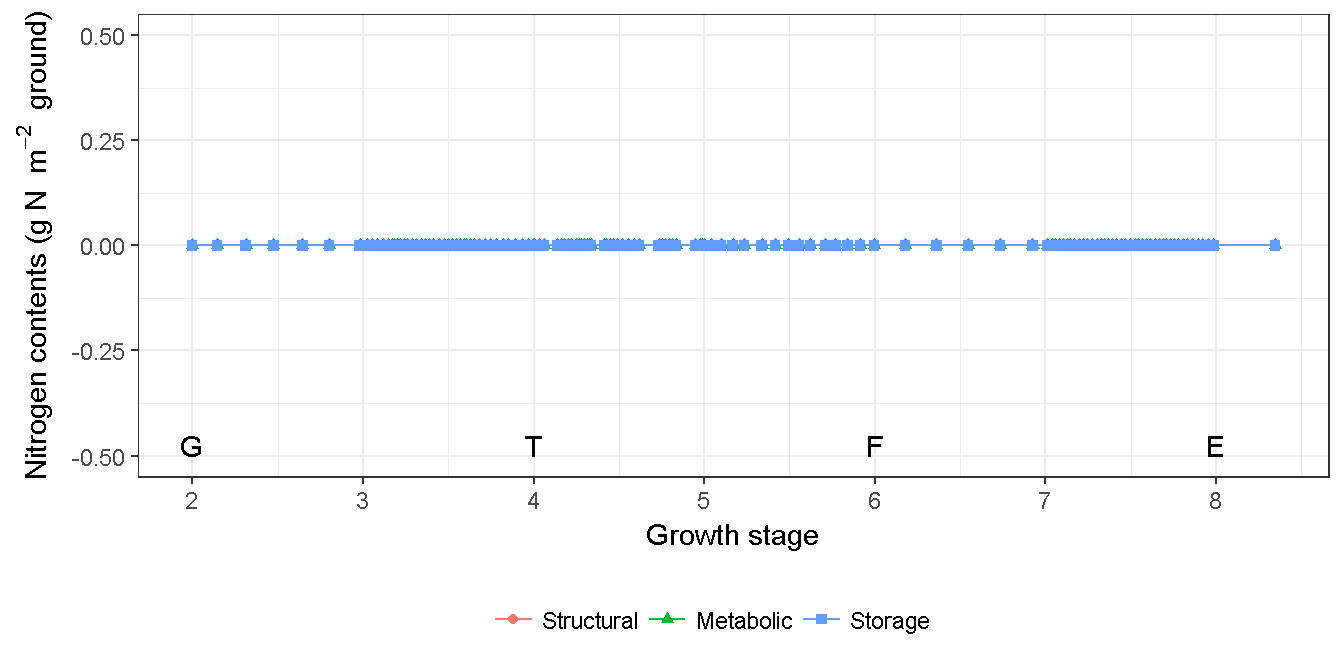 Nitrogen contents (g N m⁻² ground)
0.50
0.25
0.00
-0.25
-0.50
G T F E
2 3 4 5 6 7 8
Growth stage
Structural Metabolic Storage